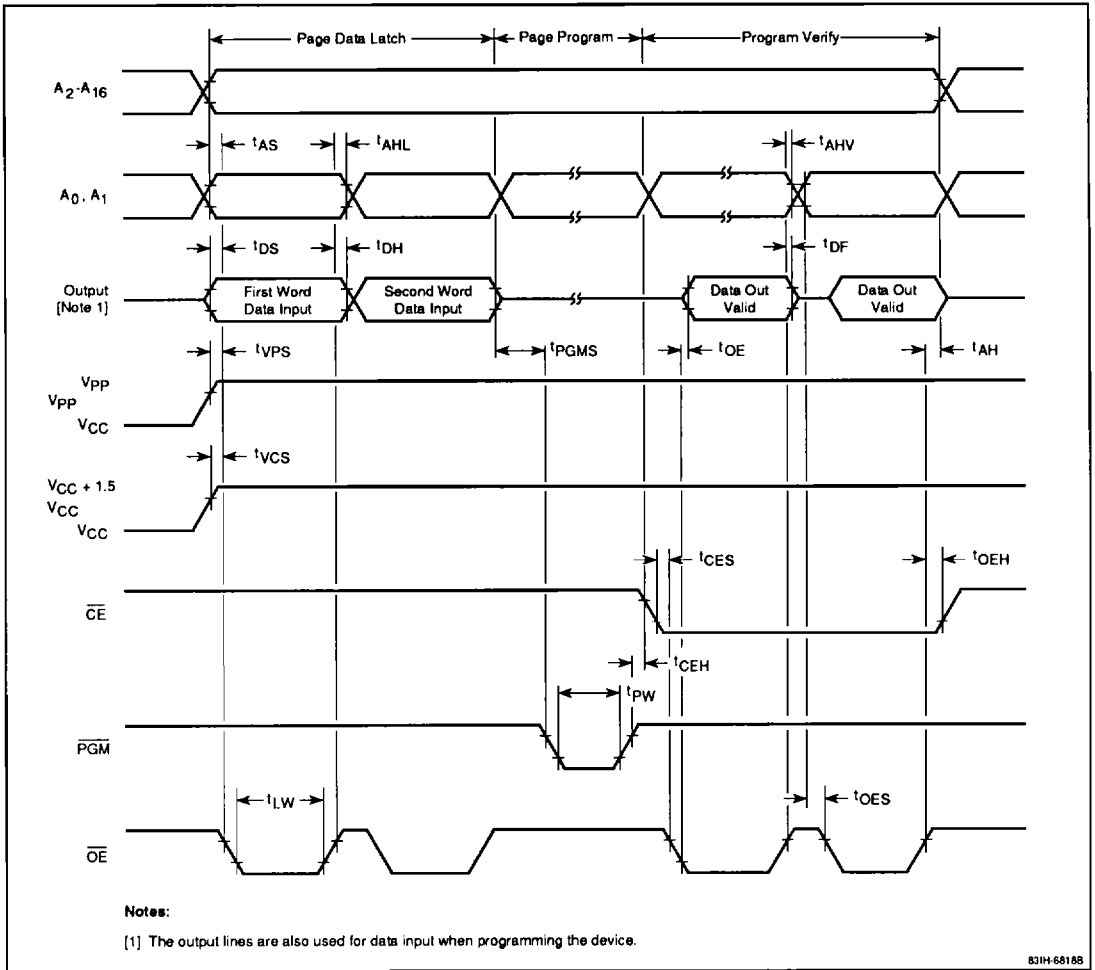 Page Data Latch Page Program Program Verify
A2-A16
tAS tAHL tAHV
A0, A1
tDS tDH tDF
Output
[Note 1]
First Word
Data Input
Second Word
Data Input
Data Out
Valid
Data Out
Valid
tVPS tPGMS tOE tAH
VPP
VPP
VCC
tVCS
VCC + 1.5
VCC
VCC
tCES tOEH
CE
tCEH
tPW
PGM
tLW tOES
OE
Notes:
[1] The output lines are also used for data input when programming the device.
83IH-6818B